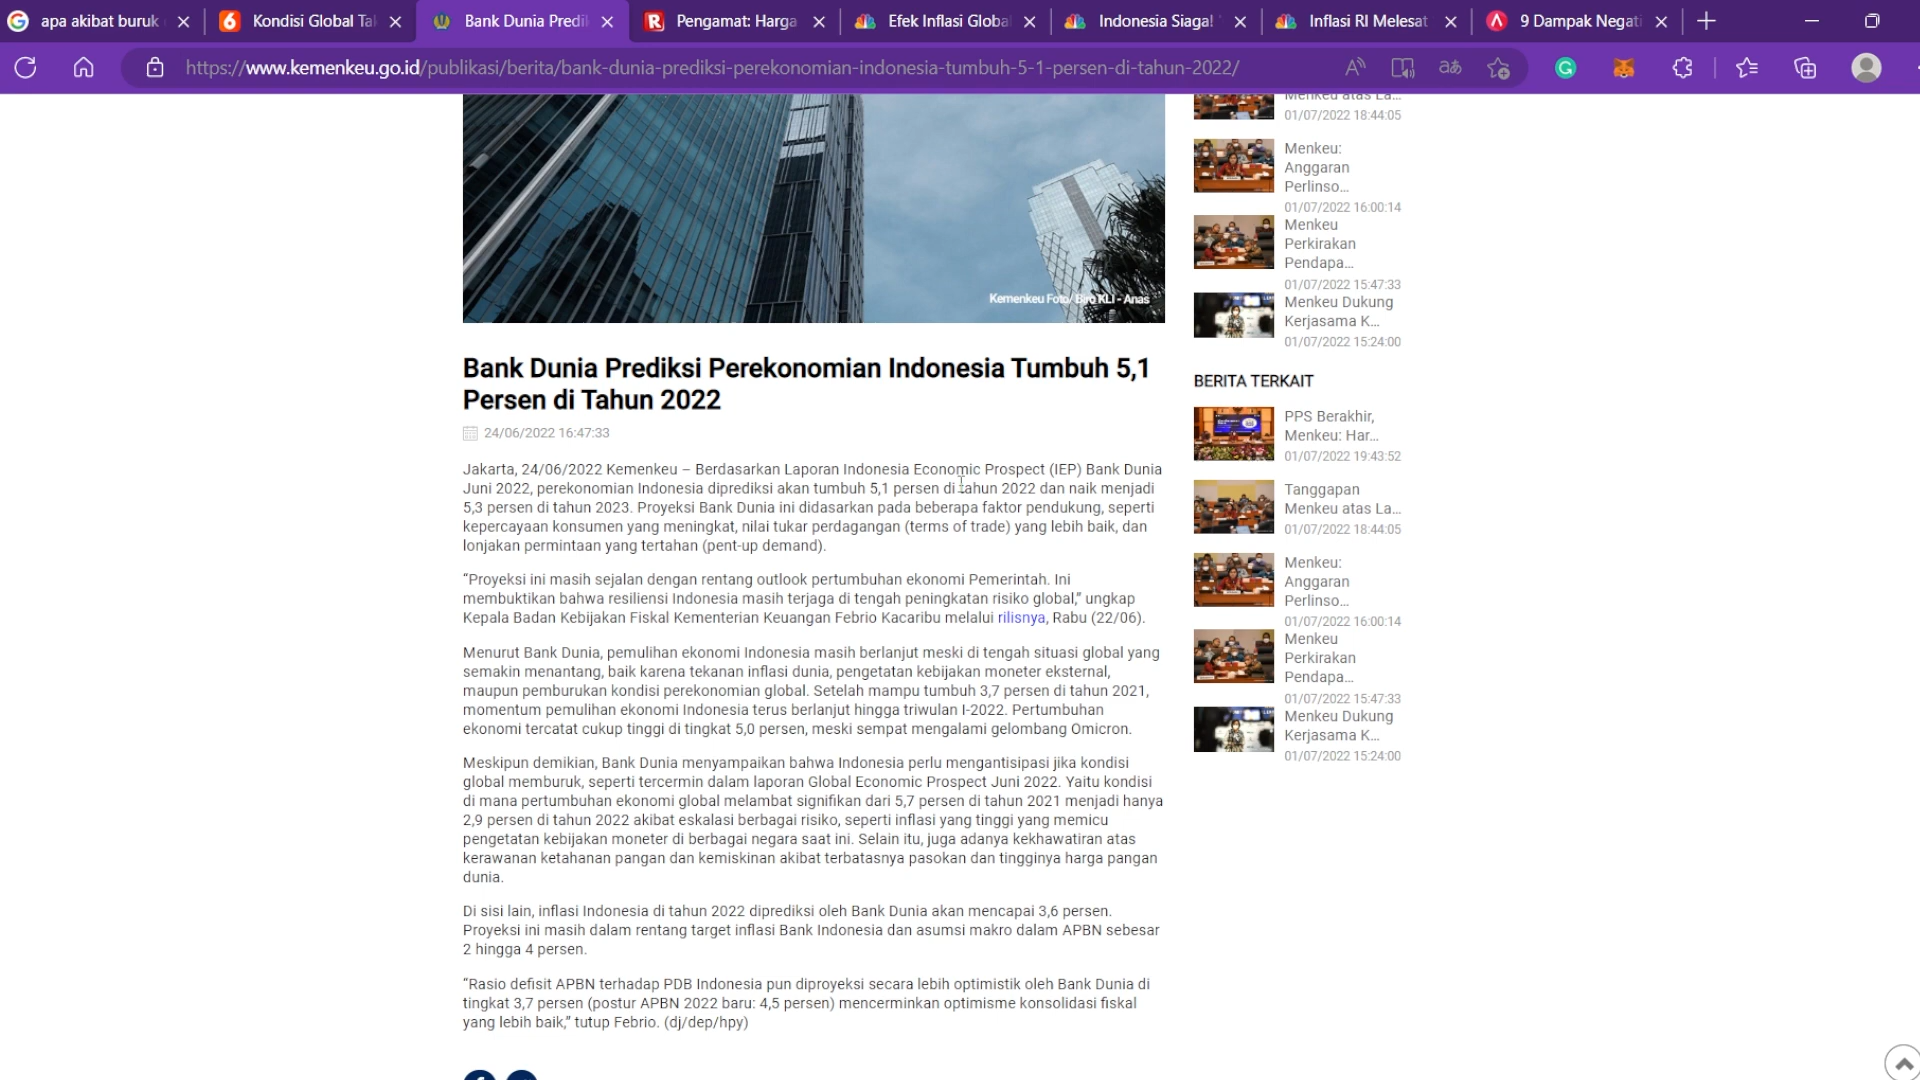 apa akibat buruk
Kondisi Global Tak
Bank Dunia Predik
Pengamat: Harga
Efek Inflasi Global
Indonesia Siaga!
Inflasi RI Melesat
9 Dampak Negati
https://www.kemenkeu.go.id/publikasi/berita/bank-dunia-prediksi-perekonomian-indonesia-tumbuh-5-1-persen-di-tahun-2022/
Kemenkeu Foto/ Biro KLI - Anas
Bank Dunia Prediksi Perekonomian Indonesia Tumbuh 5,1
Persen di Tahun 2022
24/06/2022 16:47:33
Jakarta, 24/06/2022 Kemenkeu – Berdasarkan Laporan Indonesia Economic Prospect (IEP) Bank Dunia
Juni 2022, perekonomian Indonesia diprediksi akan tumbuh 5,1 persen di tahun 2022 dan naik menjadi
5,3 persen di tahun 2023. Proyeksi Bank Dunia ini didasarkan pada beberapa faktor pendukung, seperti
kepercayaan konsumen yang meningkat, nilai tukar perdagangan (terms of trade) yang lebih baik, dan
lonjakan permintaan yang tertahan (pent-up demand).
“Proyeksi ini masih sejalan dengan rentang outlook pertumbuhan ekonomi Pemerintah. Ini
membuktikan bahwa resiliensi Indonesia masih terjaga di tengah peningkatan risiko global,” ungkap
Kepala Badan Kebijakan Fiskal Kementerian Keuangan Febrio Kacaribu melalui rilisnya, Rabu (22/06).
Menurut Bank Dunia, pemulihan ekonomi Indonesia masih berlanjut meski di tengah situasi global yang
semakin menantang, baik karena tekanan inflasi dunia, pengetatan kebijakan moneter eksternal,
maupun pemburukan kondisi perekonomian global. Setelah mampu tumbuh 3,7 persen di tahun 2021,
momentum pemulihan ekonomi Indonesia terus berlanjut hingga triwulan I-2022. Pertumbuhan
ekonomi tercatat cukup tinggi di tingkat 5,0 persen, meski sempat mengalami gelombang Omicron.
Meskipun demikian, Bank Dunia menyampaikan bahwa Indonesia perlu mengantisipasi jika kondisi
global memburuk, seperti tercermin dalam laporan Global Economic Prospect Juni 2022. Yaitu kondisi
di mana pertumbuhan ekonomi global melambat signifikan dari 5,7 persen di tahun 2021 menjadi hanya
2,9 persen di tahun 2022 akibat eskalasi berbagai risiko, seperti inflasi yang tinggi yang memicu
pengetatan kebijakan moneter di berbagai negara saat ini. Selain itu, juga adanya kekhawatiran atas
kerawanan ketahanan pangan dan kemiskinan akibat terbatasnya pasokan dan tingginya harga pangan
dunia.
Di sisi lain, inflasi Indonesia di tahun 2022 diprediksi oleh Bank Dunia akan mencapai 3,6 persen.
Proyeksi ini masih dalam rentang target inflasi Bank Indonesia dan asumsi makro dalam APBN sebesar
2 hingga 4 persen.
“Rasio defisit APBN terhadap PDB Indonesia pun diproyeksi secara lebih optimistik oleh Bank Dunia di
tingkat 3,7 persen (postur APBN 2022 baru: 4,5 persen) mencerminkan optimisme konsolidasi fiskal
yang lebih baik,” tutup Febrio. (dj/dep/hpy)
Menkeu atas La...
01/07/2022 18:44:05
Menkeu:
Anggaran
Perlinso...
01/07/2022 16:00:14
Menkeu
Perkirakan
Pendapa...
01/07/2022 15:47:33
Menkeu Dukung
Kerjasama K...
01/07/2022 15:24:00
BERITA TERKAIT
PPS Berakhir,
Menkeu: Har...
01/07/2022 19:43:52
Tanggapan
Menkeu atas La...
01/07/2022 18:44:05
Menkeu:
Anggaran
Perlinso...
01/07/2022 16:00:14
Menkeu
Perkirakan
Pendapa...
01/07/2022 15:47:33
Menkeu Dukung
Kerjasama K...
01/07/2022 15:24:00